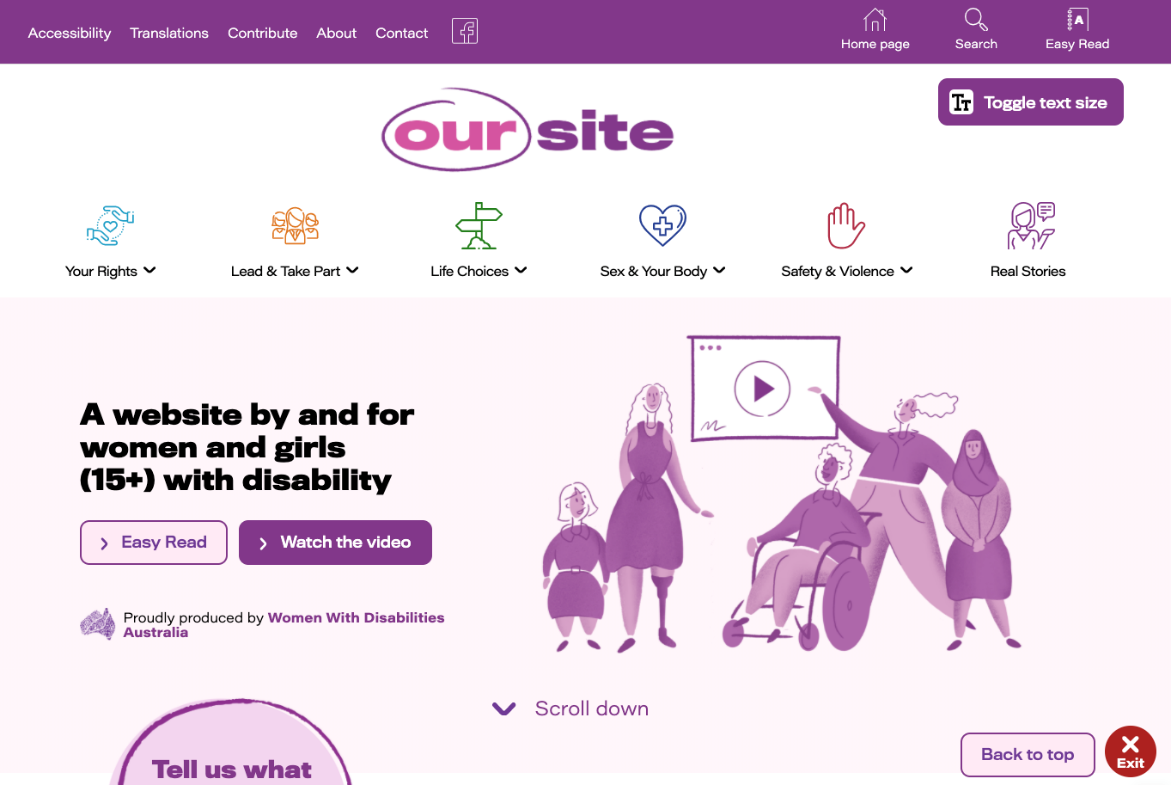 Accessibility Translations Contribute About Contact
Home page Search Easy Read
Toggle text size
our site
Your Rights Lead & Take Part Life Choices Sex & Your Body Safety & Violence Real Stories
A website by and for
women and girls
(15+) with disability
Easy Read Watch the video
Proudly produced by Women With Disabilities
Australia
Scroll down
Back to top
Exit
Tell us what